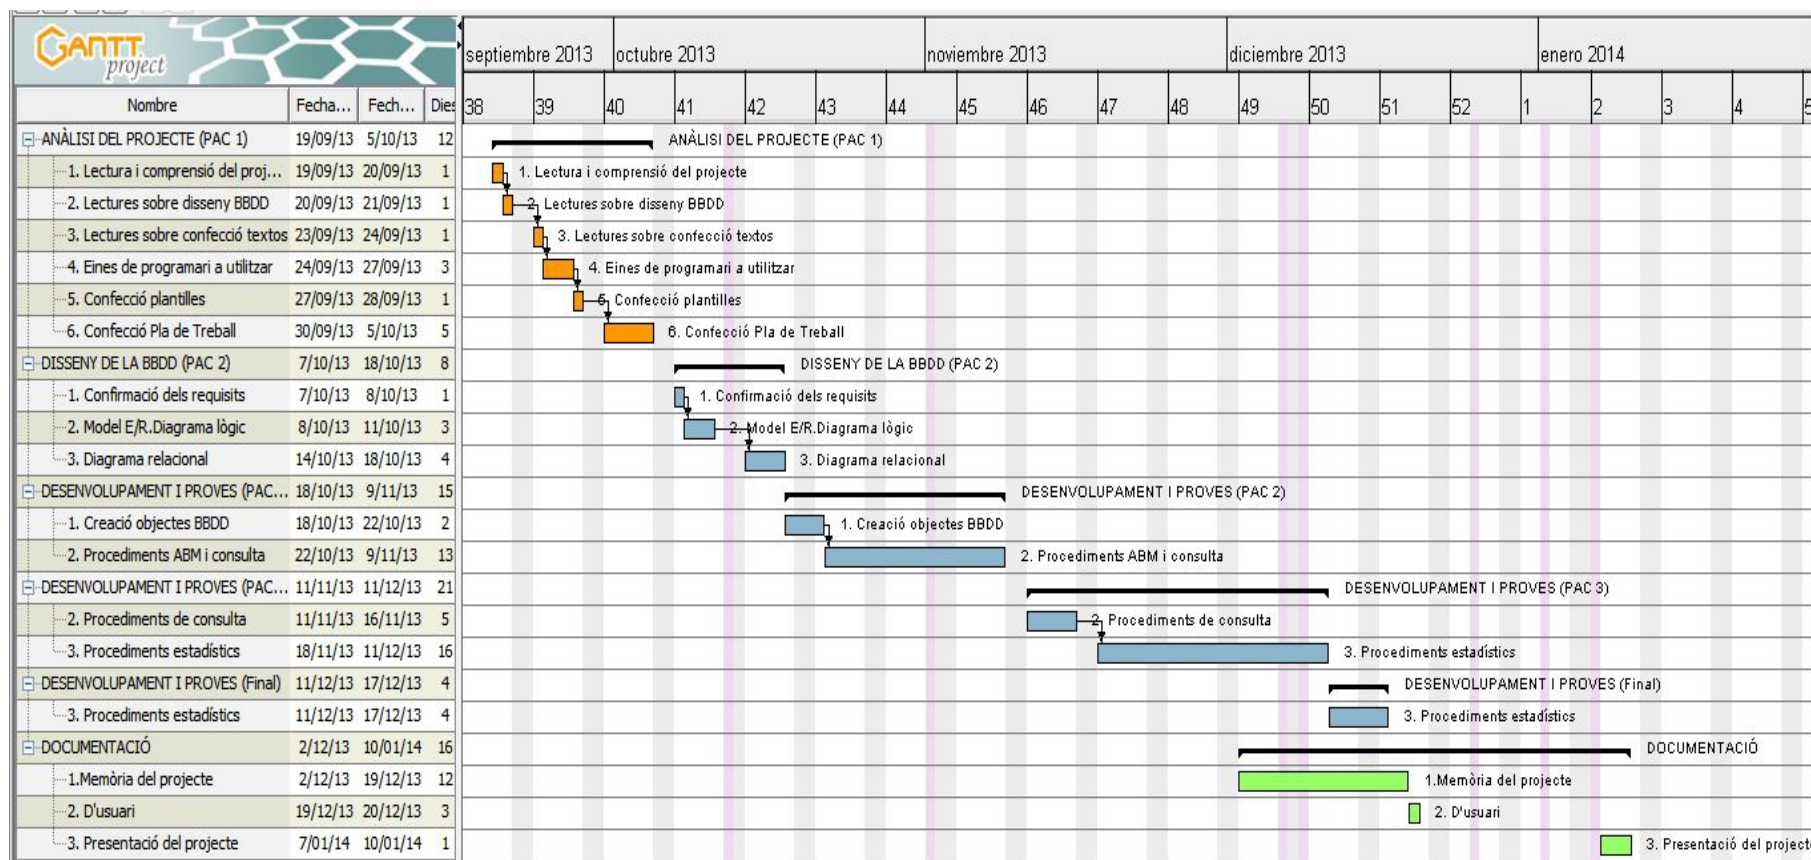 GANTT
project
septiembre 2013 octubre 2013 noviembre 2013 diciembre 2013 enero 2014
Nombre Fecha... Fech... Dies 38 39 40 41 42 43 44 45 46 47 48 49 50 51 52 1 2 3 4 5
ANÀLISI DEL PROJECTE (PAC 1) 19/09/13 5/10/13 12 ANÀLISI DEL PROJECTE (PAC 1)
1. Lectura i comprensió del proj... 19/09/13 20/09/13 1 1. Lectura i comprensió del projecte
2. Lectures sobre disseny BBDD 20/09/13 21/09/13 1 2. Lectures sobre disseny BBDD
3. Lectures sobre confecció textos 23/09/13 24/09/13 1 3. Lectures sobre confecció textos
4. Eines de programari a utilitzar 24/09/13 27/09/13 3 4. Eines de programari a utilitzar
5. Confecció plantilles 27/09/13 28/09/13 1 5. Confecció plantilles
6. Confecció Pla de Treball 30/09/13 5/10/13 5 6. Confecció Pla de Treball
DISSENY DE LA BBDD (PAC 2) 7/10/13 18/10/13 8 DISSENY DE LA BBDD (PAC 2)
1. Confirmació dels requisits 7/10/13 8/10/13 1 1. Confirmació dels requisits
2. Model E/R.Diagrama lògic 8/10/13 11/10/13 3 2. Model E/R.Diagrama lògic
3. Diagrama relacional 14/10/13 18/10/13 4 3. Diagrama relacional
DESENVOLUPAMENT I PROVES (PAC... 18/10/13 9/11/13 15 DESENVOLUPAMENT I PROVES (PAC 2)
1. Creació objectes BBDD 18/10/13 22/10/13 2 1. Creació objectes BBDD
2. Procediments ABM i consulta 22/10/13 9/11/13 13 2. Procediments ABM i consulta
DESENVOLUPAMENT I PROVES (PAC... 11/11/13 11/12/13 21 DESENVOLUPAMENT I PROVES (PAC 3)
2. Procediments de consulta 11/11/13 16/11/13 5 2. Procediments de consulta
3. Procediments estadístics 18/11/13 11/12/13 16 3. Procediments estadístics
DESENVOLUPAMENT I PROVES (Final) 11/12/13 17/12/13 4 DESENVOLUPAMENT I PROVES (Final)
3. Procediments estadístics 11/12/13 17/12/13 4 3. Procediments estadístics
DOCUMENTACIÓ 2/12/13 10/01/14 16 DOCUMENTACIÓ
1.Memòria del projecte 2/12/13 19/12/13 12 1.Memòria del projecte
2. D'usuari 19/12/13 20/12/13 3 2. D'usuari
3. Presentació del projecte 7/01/14 10/01/14 1 3. Presentació del project